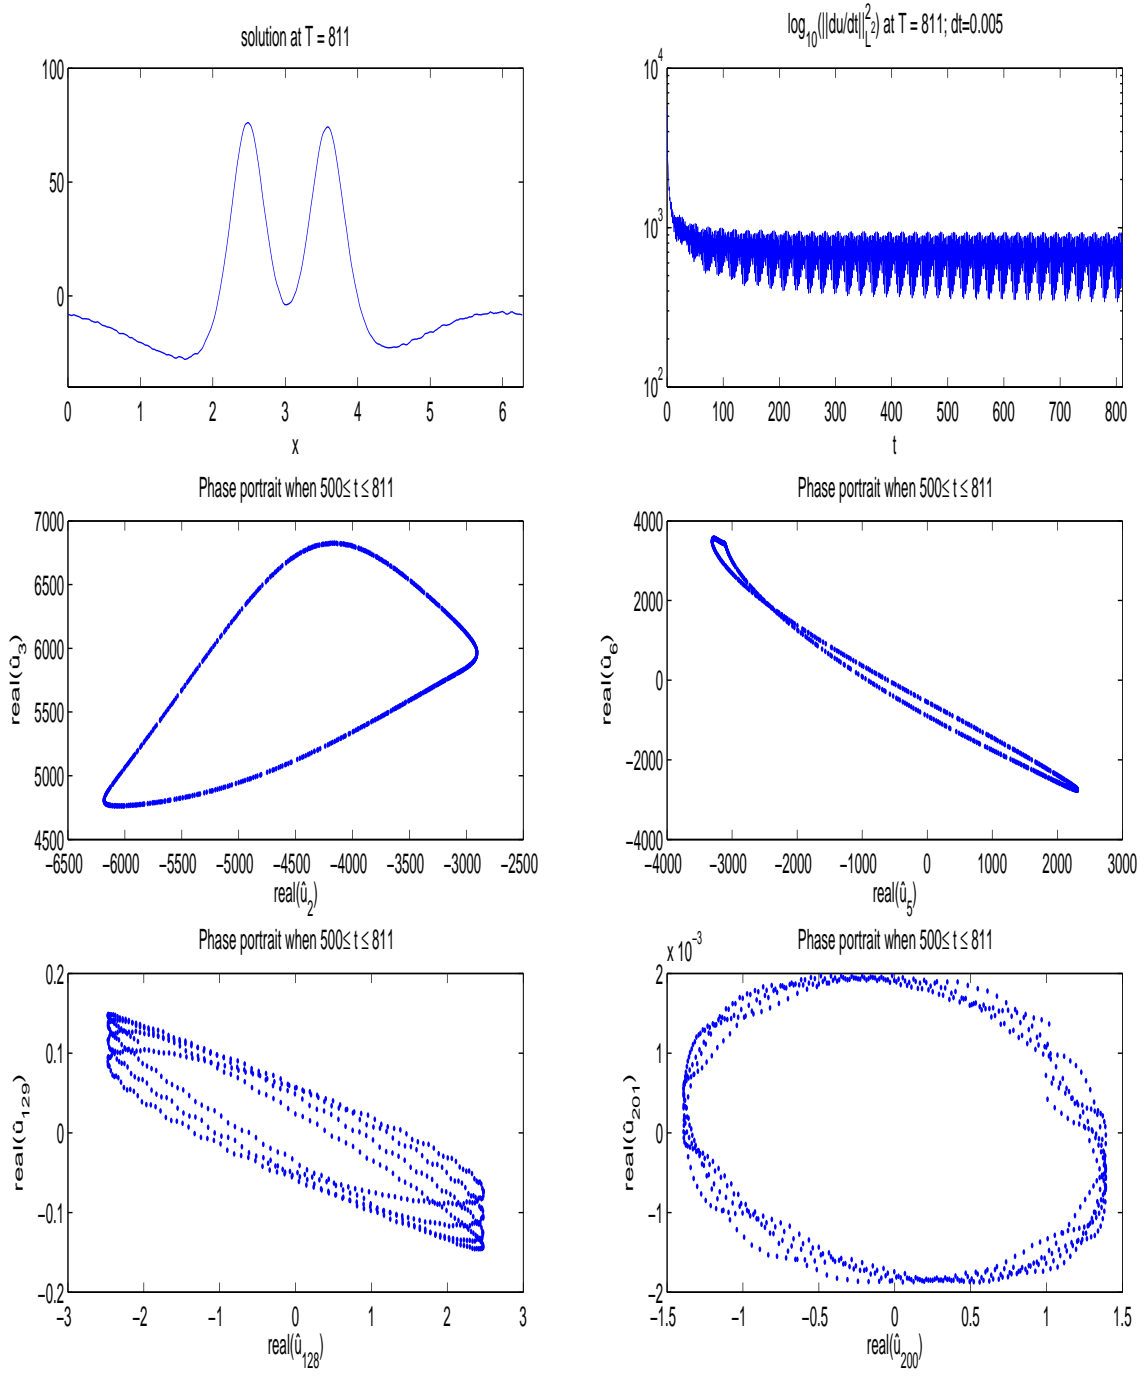 solution at T = 811
100
50
0
0 1 2 3 4 5 6
x
log₁₀(||du/dt||²_L²) at T = 811; dt=0.005
10⁴
10³
10²
0 100 200 300 400 500 600 700 800
t
Phase portrait when 500≤ t ≤ 811
7000
6500
6000
5500
5000
4500
real(û₃)
−6500 −6000 −5500 −5000 −4500 −4000 −3500 −3000 −2500
real(û₂)
Phase portrait when 500≤ t ≤ 811
4000
2000
0
−2000
−4000
real(û₆)
−4000 −3000 −2000 −1000 0 1000 2000 3000
real(û₅)
Phase portrait when 500≤ t ≤ 811
0.2
0.1
0
−0.1
−0.2
real(û₁₂₉)
−3 −2 −1 0 1 2 3
real(û₁₂₈)
Phase portrait when 500≤ t ≤ 811
x 10⁻³
2
1
0
−1
−2
real(û₂₀₁)
−1.5 −1 −0.5 0 0.5 1 1.5
real(û₂₀₀)